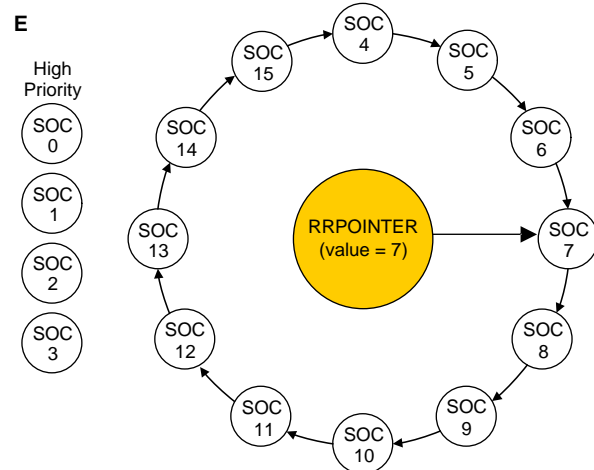 E
High
Priority
SOC
0
SOC
1
SOC
2
SOC
3
SOC
4
SOC
5
SOC
6
SOC
7
SOC
8
SOC
9
SOC
10
SOC
11
SOC
12
SOC
13
SOC
14
SOC
15
RRPOINTER
(value = 7)